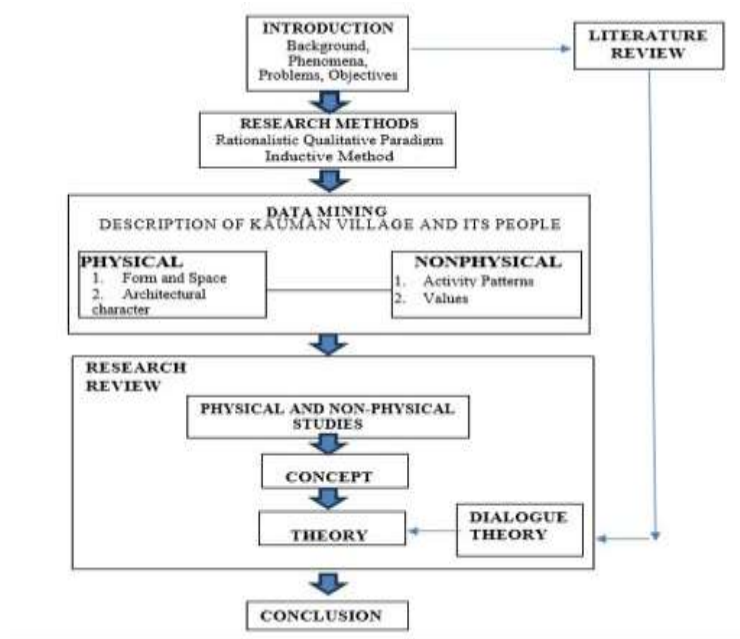 INTRODUCTION
Background,
Phenomena,
Problems, Objectives
LITERATURE
REVIEW
RESEARCH METHODS
Rationalistic Qualitative Paradigm
Inductive Method
DATA MINING
DESCRIPTION OF KAUMAN VILLAGE AND ITS PEOPLE
PHYSICAL
1. Form and Space
2. Architectural
character
NONPHYSICAL
1. Activity Patterns
2. Values
RESEARCH
REVIEW
PHYSICAL AND NON-PHYSICAL
STUDIES
CONCEPT
THEORY
DIALOGUE
THEORY
CONCLUSION